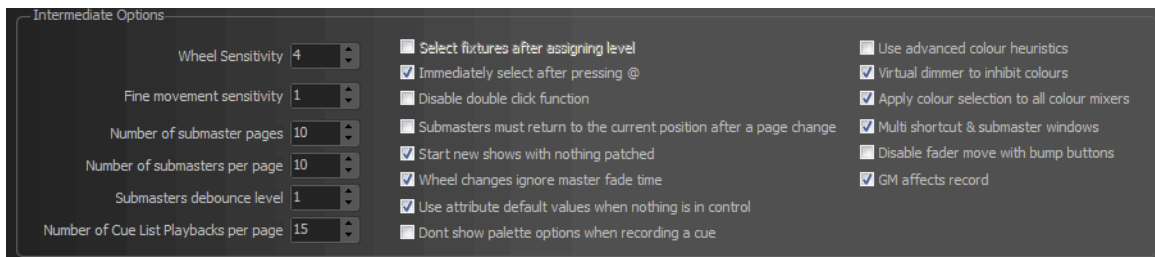 Intermediate Options
Wheel Sensitivity 4
Fine movement sensitivity 1
Number of submaster pages 10
Number of submasters per page 10
Submasters debounce level 1
Number of Cue List Playbacks per page 15
Select fixtures after assigning level
Immediately select after pressing @
Disable double click function
Submasters must return to the current position after a page change
Start new shows with nothing patched
Wheel changes ignore master fade time
Use attribute default values when nothing is in control
Dont show palette options when recording a cue
Use advanced colour heuristics
Virtual dimmer to inhibit colours
Apply colour selection to all colour mixers
Multi shortcut & submaster windows
Disable fader move with bump buttons
GM affects record